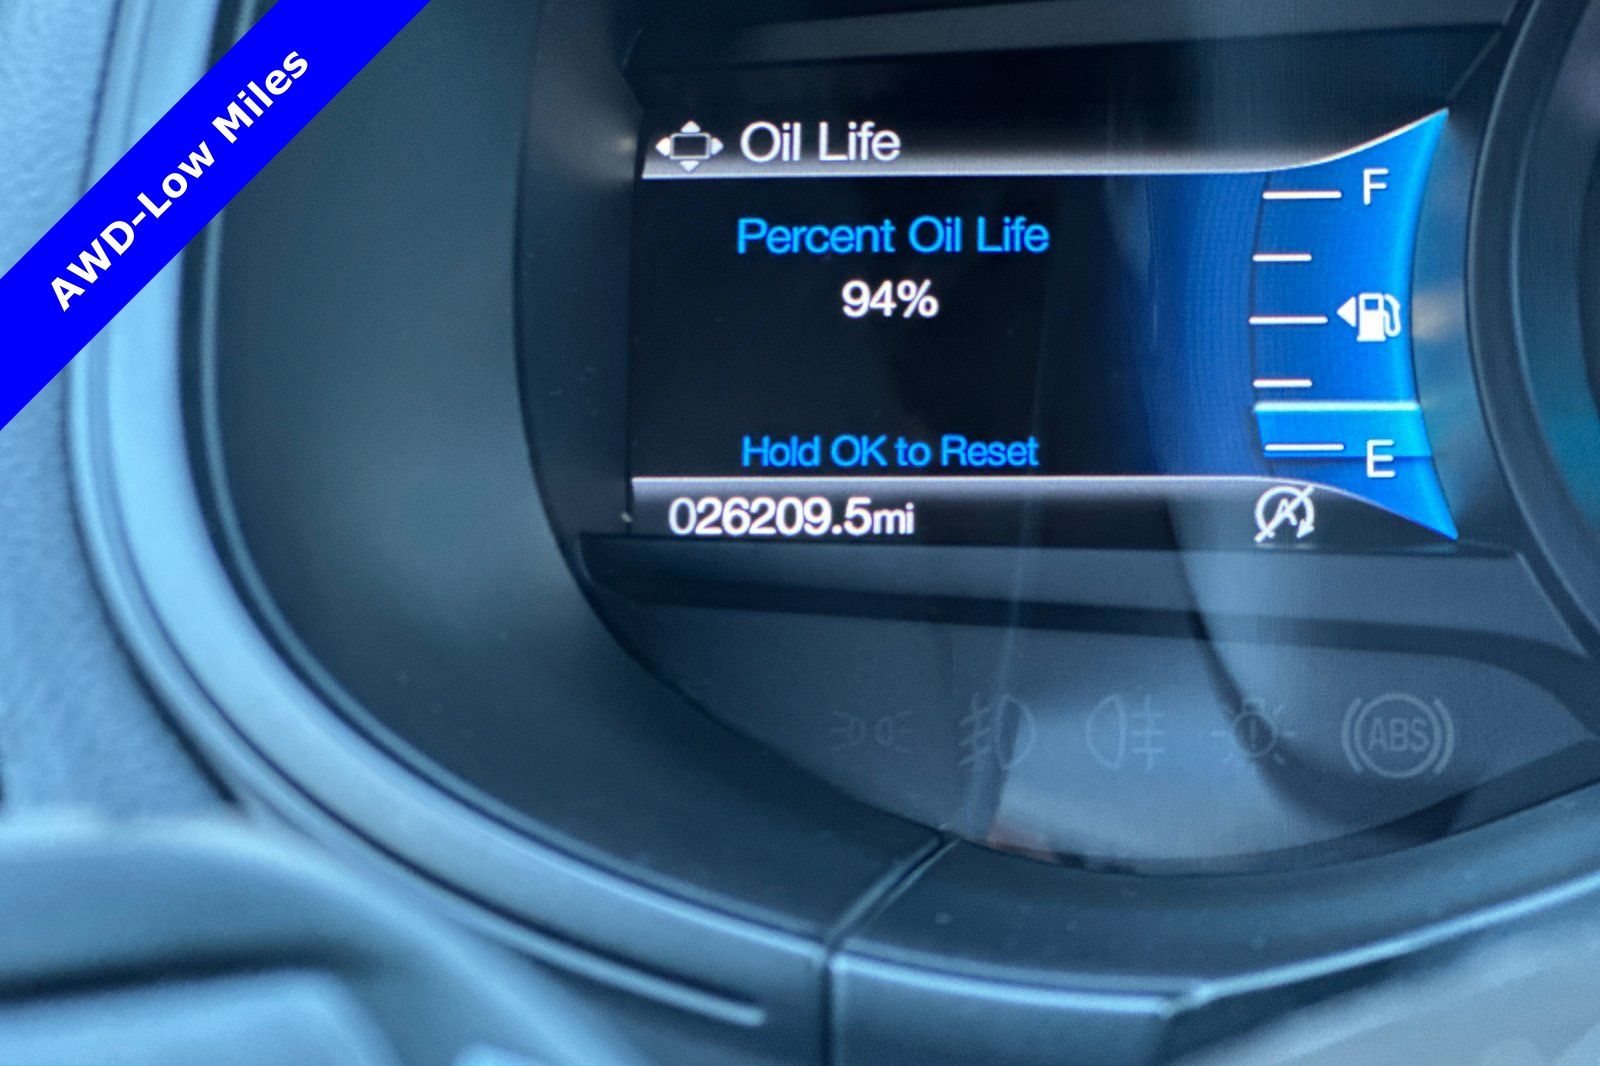 AWD-Low Miles
Oil Life
F
Percent Oil Life
94%
Hold OK to Reset
E
026209.5mi
A
ABS